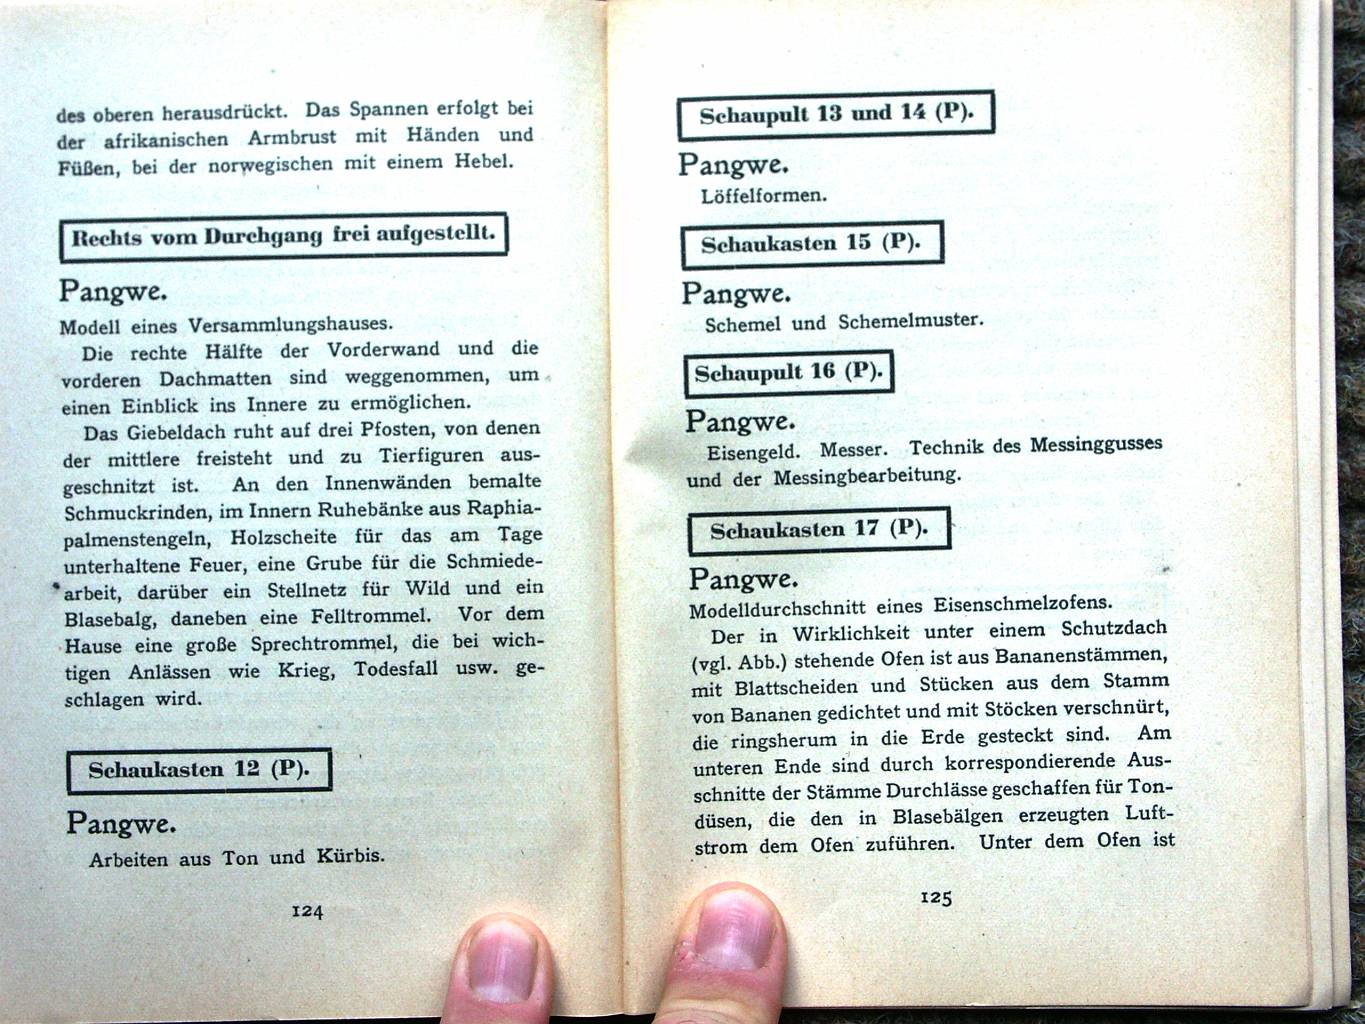 des oberen herausdrückt. Das Spannen erfolgt bei
der afrikanischen Armbrust mit Händen und
Füßen, bei der norwegischen mit einem Hebel.
Rechts vom Durchgang frei aufgestellt.
Pangwe.
Modell eines Versammlungshauses.
Die rechte Hälfte der Vorderwand und die
vorderen Dachmatten sind weggenommen, um
einen Einblick ins Innere zu ermöglichen.
Das Giebeldach ruht auf drei Pfosten, von denen
der mittlere freisteht und zu Tierfiguren aus-
geschnitzt ist. An den Innenwänden bemalte
Schmuckrinden, im Innern Ruhebänke aus Raphia-
palmenstengeln, Holzscheite für das am Tage
unterhaltene Feuer, eine Grube für die Schmiede-
arbeit, darüber ein Stellnetz für Wild und ein
Blasebalg, daneben eine Felltrommel. Vor dem
Hause eine große Sprechtrommel, die bei wich-
tigen Anlässen wie Krieg, Todesfall usw. ge-
schlagen wird.
Schaukasten 12 (P).
Pangwe.
Arbeiten aus Ton und Kürbis.
124
Schaupult 13 und 14 (P).
Pangwe.
Löffelformen.
Schaukasten 15 (P).
Pangwe.
Schemel und Schemelmuster.
Schaupult 16 (P).
Pangwe.
Eisengeld. Messer. Technik des Messinggusses
und der Messingbearbeitung.
Schaukasten 17 (P).
Pangwe.
Modelldurchschnitt eines Eisenschmelzofens.
Der in Wirklichkeit unter einem Schutzdach
(vgl. Abb.) stehende Ofen ist aus Bananenstämmen,
mit Blattscheiden und Stücken aus dem Stamm
von Bananen gedichtet und mit Stöcken verschnürt,
die ringsherum in die Erde gesteckt sind. Am
unteren Ende sind durch korrespondierende Aus-
schnitte der Stämme Durchlässe geschaffen für Ton-
düsen, die den in Blasebälgen erzeugten Luft-
strom dem Ofen zuführen. Unter dem Ofen ist
125